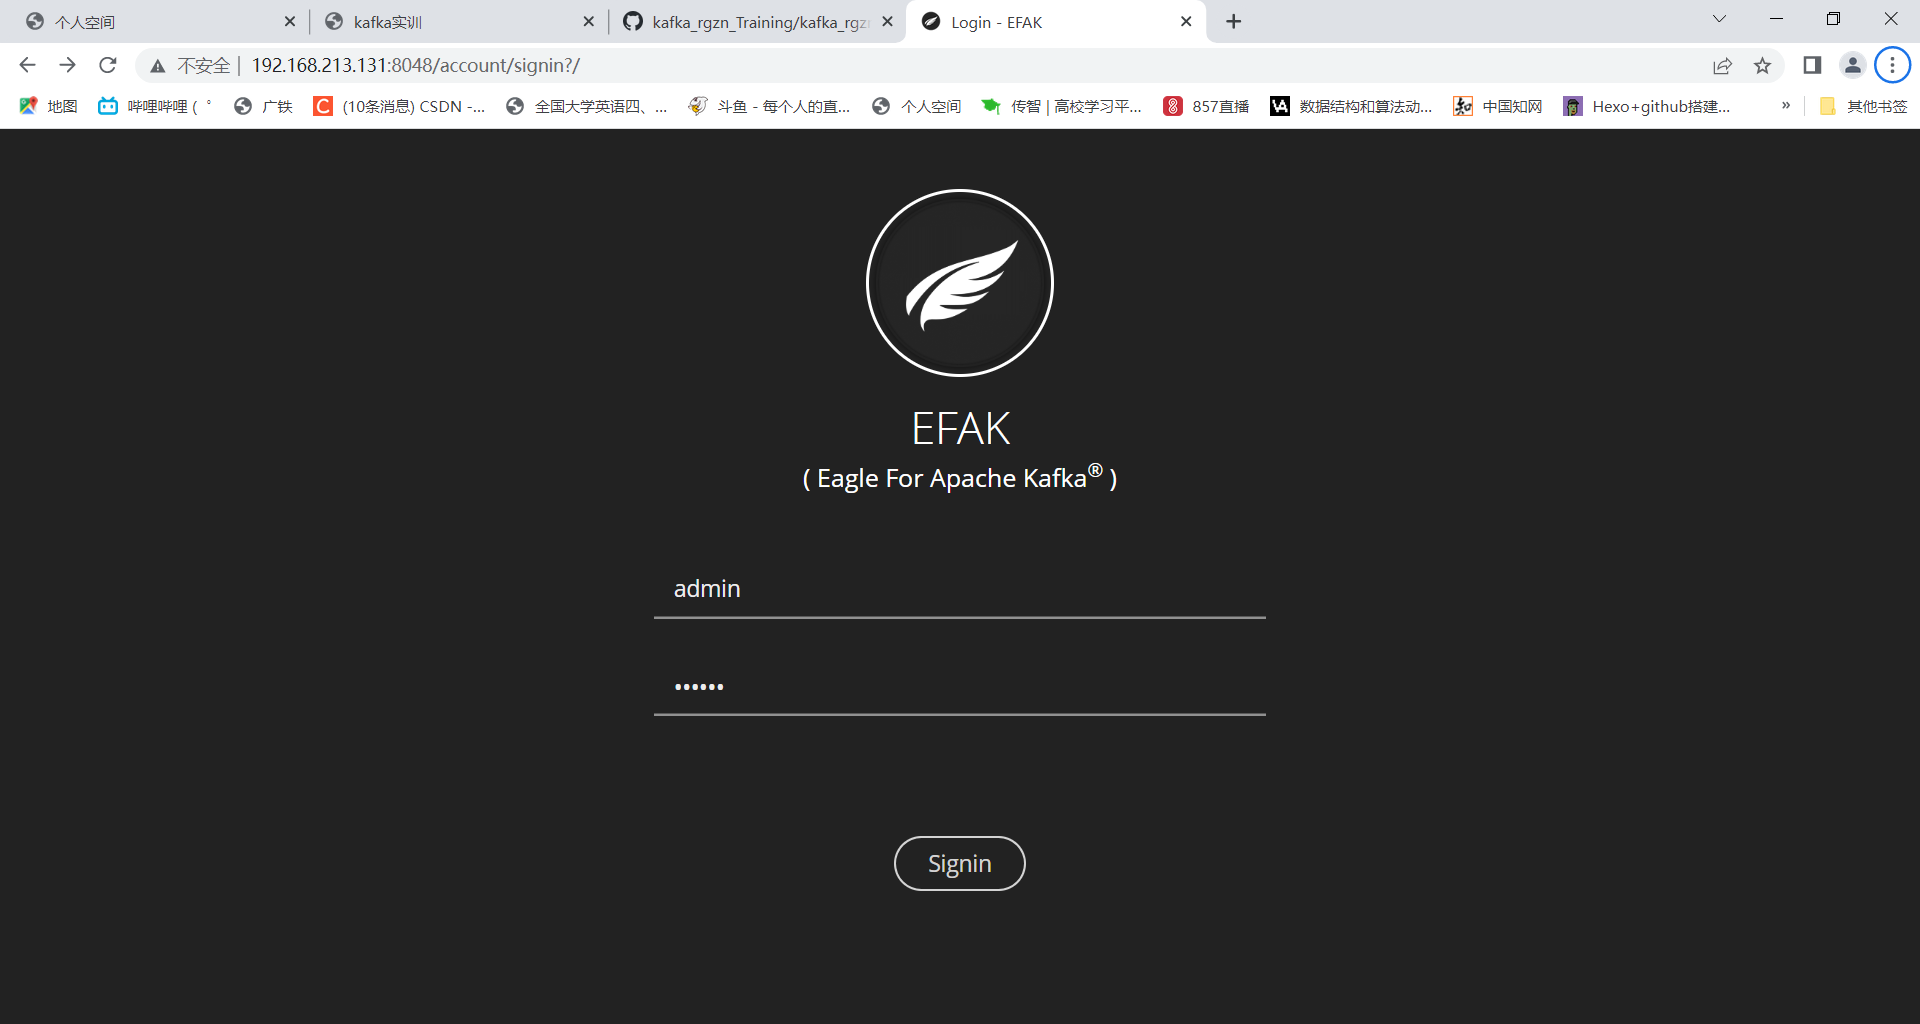 个人空间
kafka实训
kafka_rgzn_Training/kafka_rgz
Login - EFAK
不安全 | 192.168.213.131:8048/account/signin?/
地图
哔哩哔哩 ( ゜
广铁
(10条消息) CSDN -...
全国大学英语四、...
斗鱼 - 每个人的直...
个人空间
传智 | 高校学习平...
857直播
数据结构和算法动...
中国知网
Hexo+github搭建...
»
其他书签
EFAK
( Eagle For Apache Kafka® )
admin
••••••
Signin